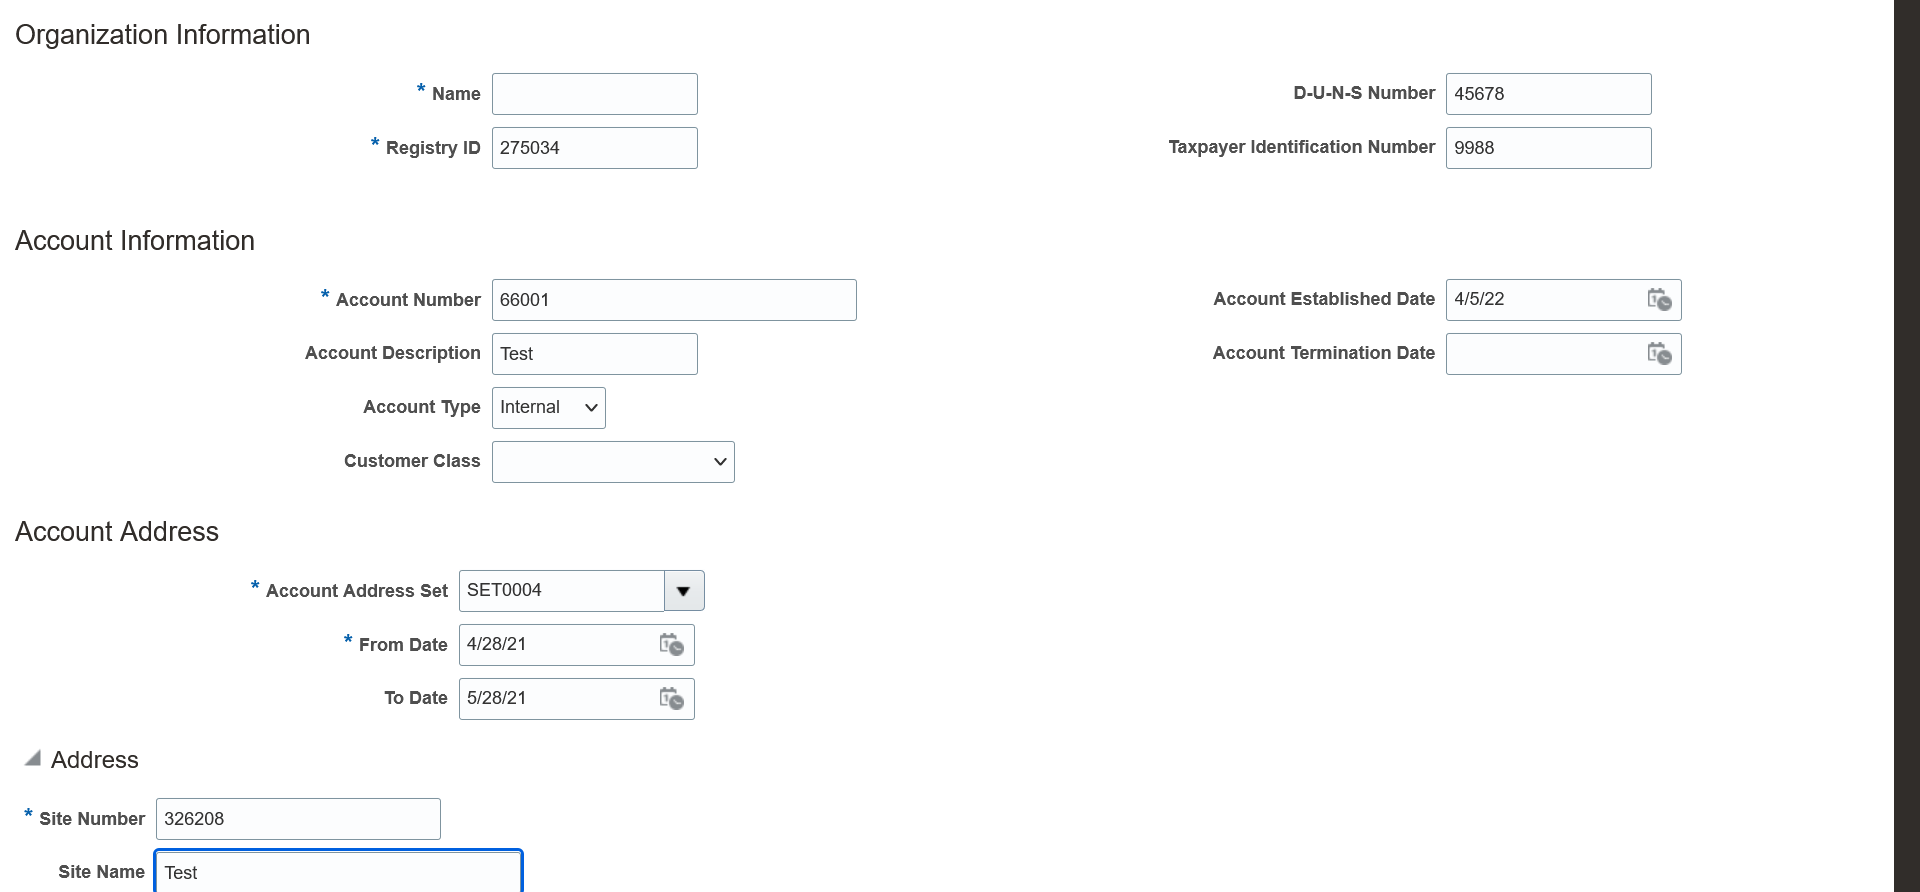 Organization Information
* Name
D-U-N-S Number 45678
* Registry ID 275034
Taxpayer Identification Number 9988
Account Information
* Account Number 66001
Account Established Date 4/5/22
Account Description Test
Account Termination Date
Account Type Internal
Customer Class
Account Address
* Account Address Set SET0004
* From Date 4/28/21
To Date 5/28/21
Address
* Site Number 326208
Site Name Test